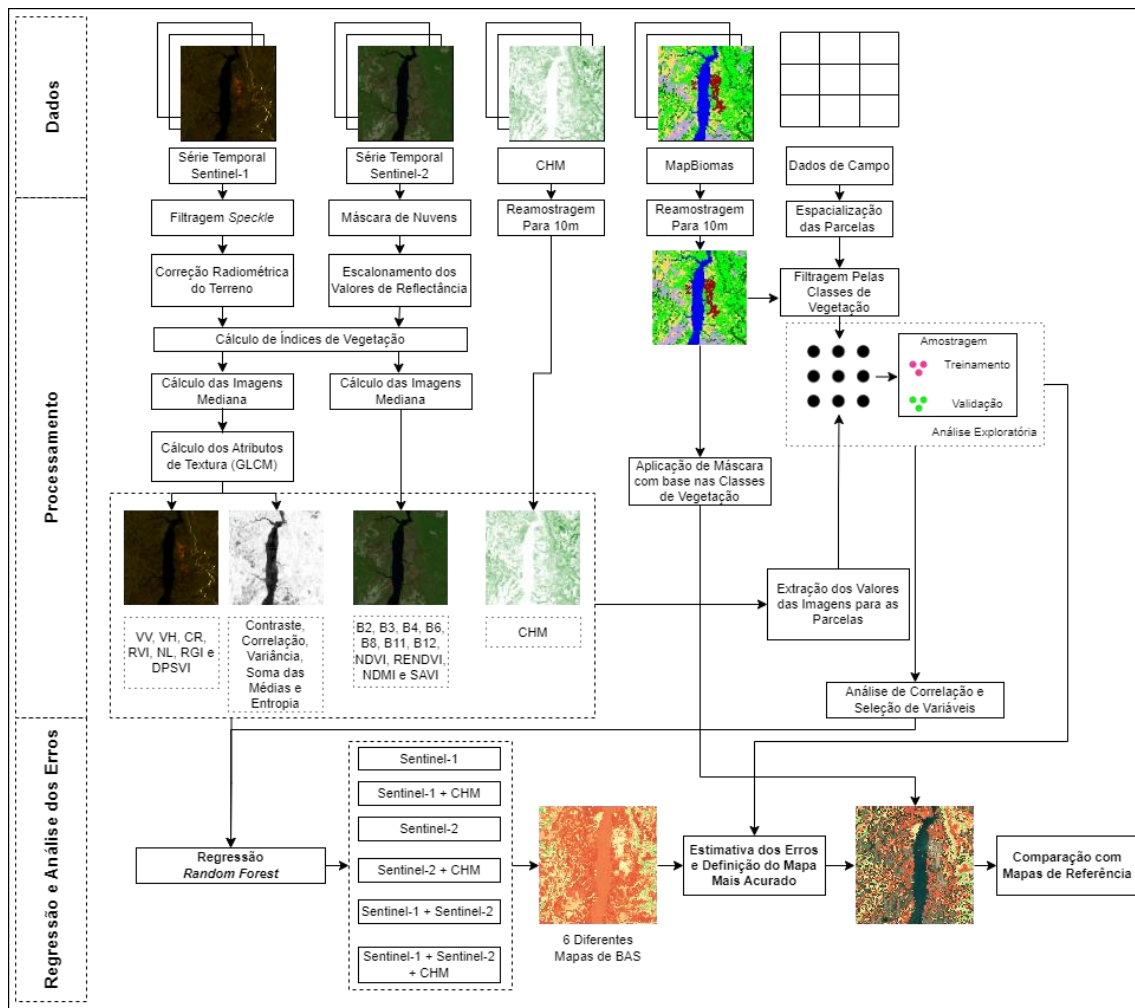 Dados
Série Temporal
Sentinel-1
Série Temporal
Sentinel-2
CHM
MapBiomas
Dados de Campo
Processamento
Filtragem Speckle
Máscara de Nuvens
Reamostragem
Para 10m
Reamostragem
Para 10m
Espacialização
das Parcelas
Correção Radiométrica
do Terreno
Escalonamento dos
Valores de Reflectância
Filtragem Pelas
Classes de
Vegetação
Cálculo de Índices de Vegetação
Amostragem
Treinamento
Validação
Análise Exploratória
Cálculo das Imagens
Mediana
Cálculo das Imagens
Mediana
Cálculo dos Atributos
de Textura (GLCM)
Aplicação de Máscara
com base nas Classes
de Vegetação
VV, VH, CR,
RVI, NL, RGI e
DPSVI
Contraste,
Correlação,
Variância,
Soma das
Médias e
Entropia
B2, B3, B4, B6,
B8, B11, B12,
NDVI, RENDVI,
NDMI e SAVI
CHM
Extração dos Valores
das Imagens para as
Parcelas
Análise de Correlação e
Seleção de Variáveis
Regressão e Análise dos Erros
Regressão
Random Forest
Sentinel-1
Sentinel-1 + CHM
Sentinel-2
Sentinel-2 + CHM
Sentinel-1 + Sentinel-2
Sentinel-1 + Sentinel-2
+ CHM
6 Diferentes
Mapas de BAS
Estimativa dos Erros
e Definição do Mapa
Mais Acurado
Comparação com
Mapas de Referência